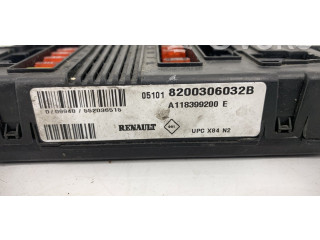 05101 8200306032B
A118399200 E
RENAULT
UPC X84 N2